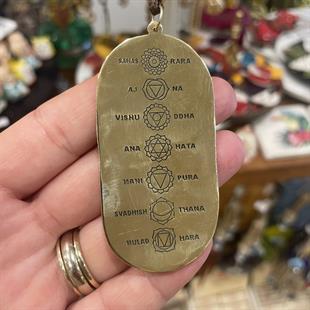 SAHAS RARA
AJ NA
VISHU DDHA
ANA HATA
MANI PURA
SVADHISH THANA
MULAD HARA